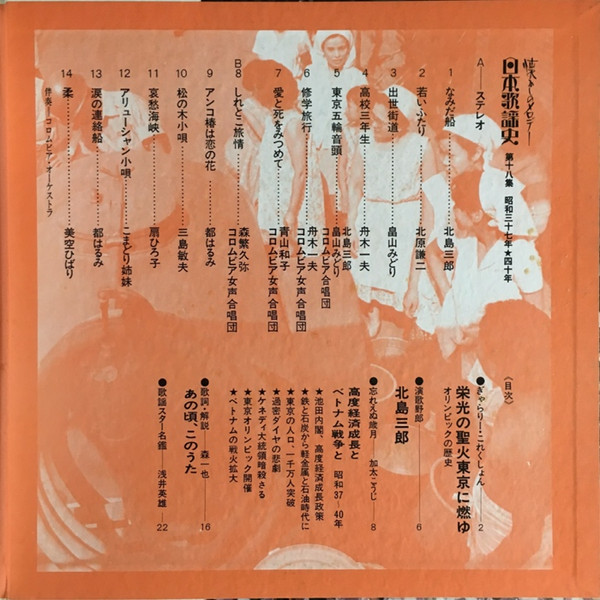 懐しのメロディー
日本歌謡史 第十八集 昭和三十七年★四十年
A──ステレオ
1 なみだ船……………北島三郎
2 若いふたり……………北原謙二
3 出世街道……………畠山みどり
4 高校三年生……………舟木一夫
5 東京五輪音頭……………北島三郎
畠山みどり
コロムビア合唱団
6 修学旅行……………舟木一夫
コロムビア女声合唱団
7 愛と死をみつめて……………青山和子
コロムビア女声合唱団
B
8 しれとこ旅情……………森繁久弥
コロムビア女声合唱団
9 アンコ椿は恋の花……………都はるみ
10 松の木小唄……………三島敏夫
11 哀愁海峡……………扇ひろ子
12 アリューシャン小唄……………こまどり姉妹
13 涙の連絡船……………都はるみ
14 柔……………美空ひばり
伴奏──コロムビア・オーケストラ
《目次》
●ぎゃらりー・これくしょん
栄光の聖火東京に燃ゆ
オリンピックの歴史──2
●演歌野郎
北島三郎──6
●忘れえぬ歳月──加太こうじ──8
高度経済成長と
ベトナム戦争と 昭和37─40年
★池田内閣、高度経済成長政策
★鉄と石炭から軽金属と石油時代に
★東京の人口、一千万人突破
★過密ダイヤの悲劇
★ケネディ大統領暗殺さる
★東京オリンピック開催
★ベトナムの戦火拡大
●歌詞・解説──森一也──16
あの頃、このうた
●歌謡スター名鑑──浅井英雄──22